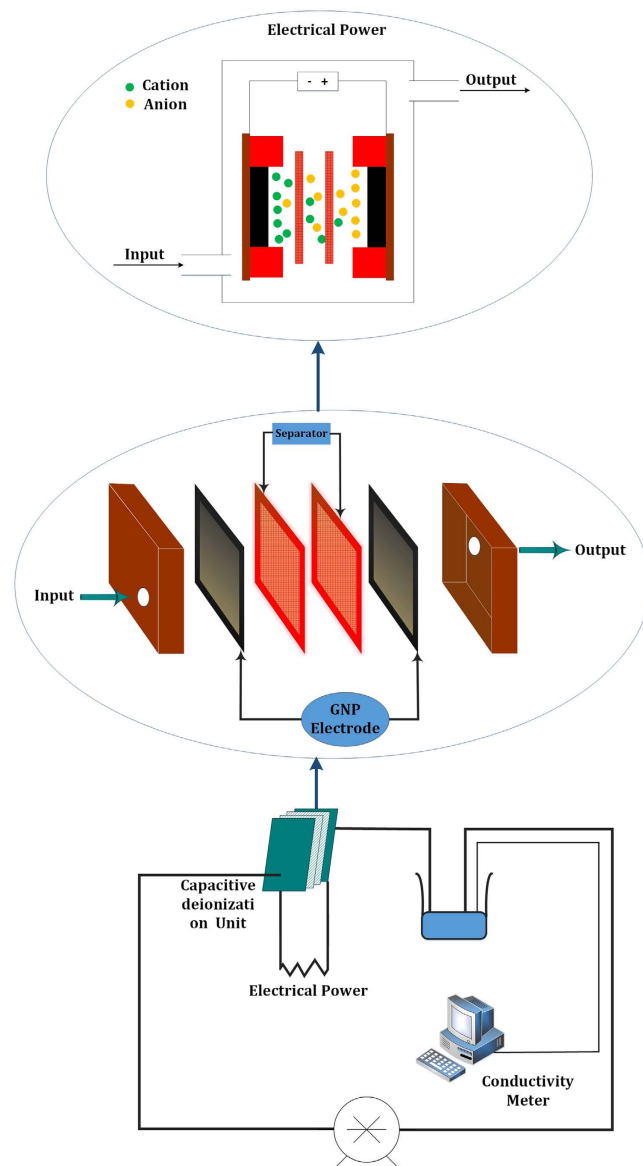 Electrical Power
Cation
Anion
- +
Output
Input
Separator
Input
Output
GNP
Electrode
Capacitive
deionizati
on Unit
Electrical Power
Conductivity
Meter